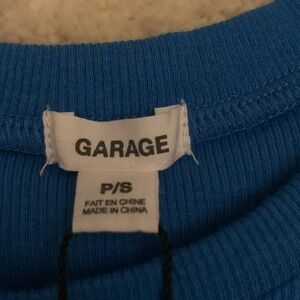 GARAGE
P/S
FAIT EN CHINE
MADE IN CHINA